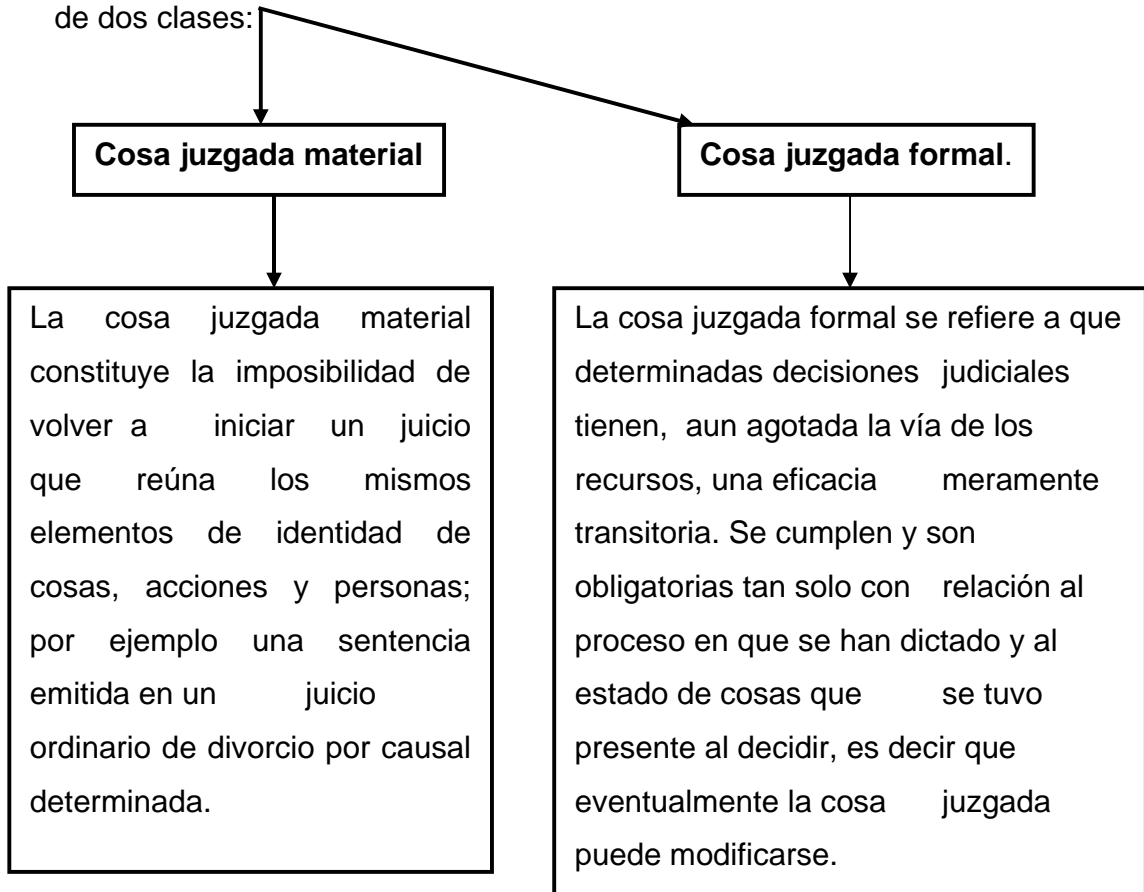 de dos clases:
Cosa juzgada material
Cosa juzgada formal.
La cosa juzgada material
constituye la imposibilidad de
volver a iniciar un juicio
que reúna los mismos
elementos de identidad de
cosas, acciones y personas;
por ejemplo una sentencia
emitida en un juicio
ordinario de divorcio por causal
determinada.
La cosa juzgada formal se refiere a que
determinadas decisiones judiciales
tienen, aun agotada la vía de los
recursos, una eficacia meramente
transitoria. Se cumplen y son
obligatorias tan solo con relación al
proceso en que se han dictado y al
estado de cosas que se tuvo
presente al decidir, es decir que
eventualmente la cosa juzgada
puede modificarse.